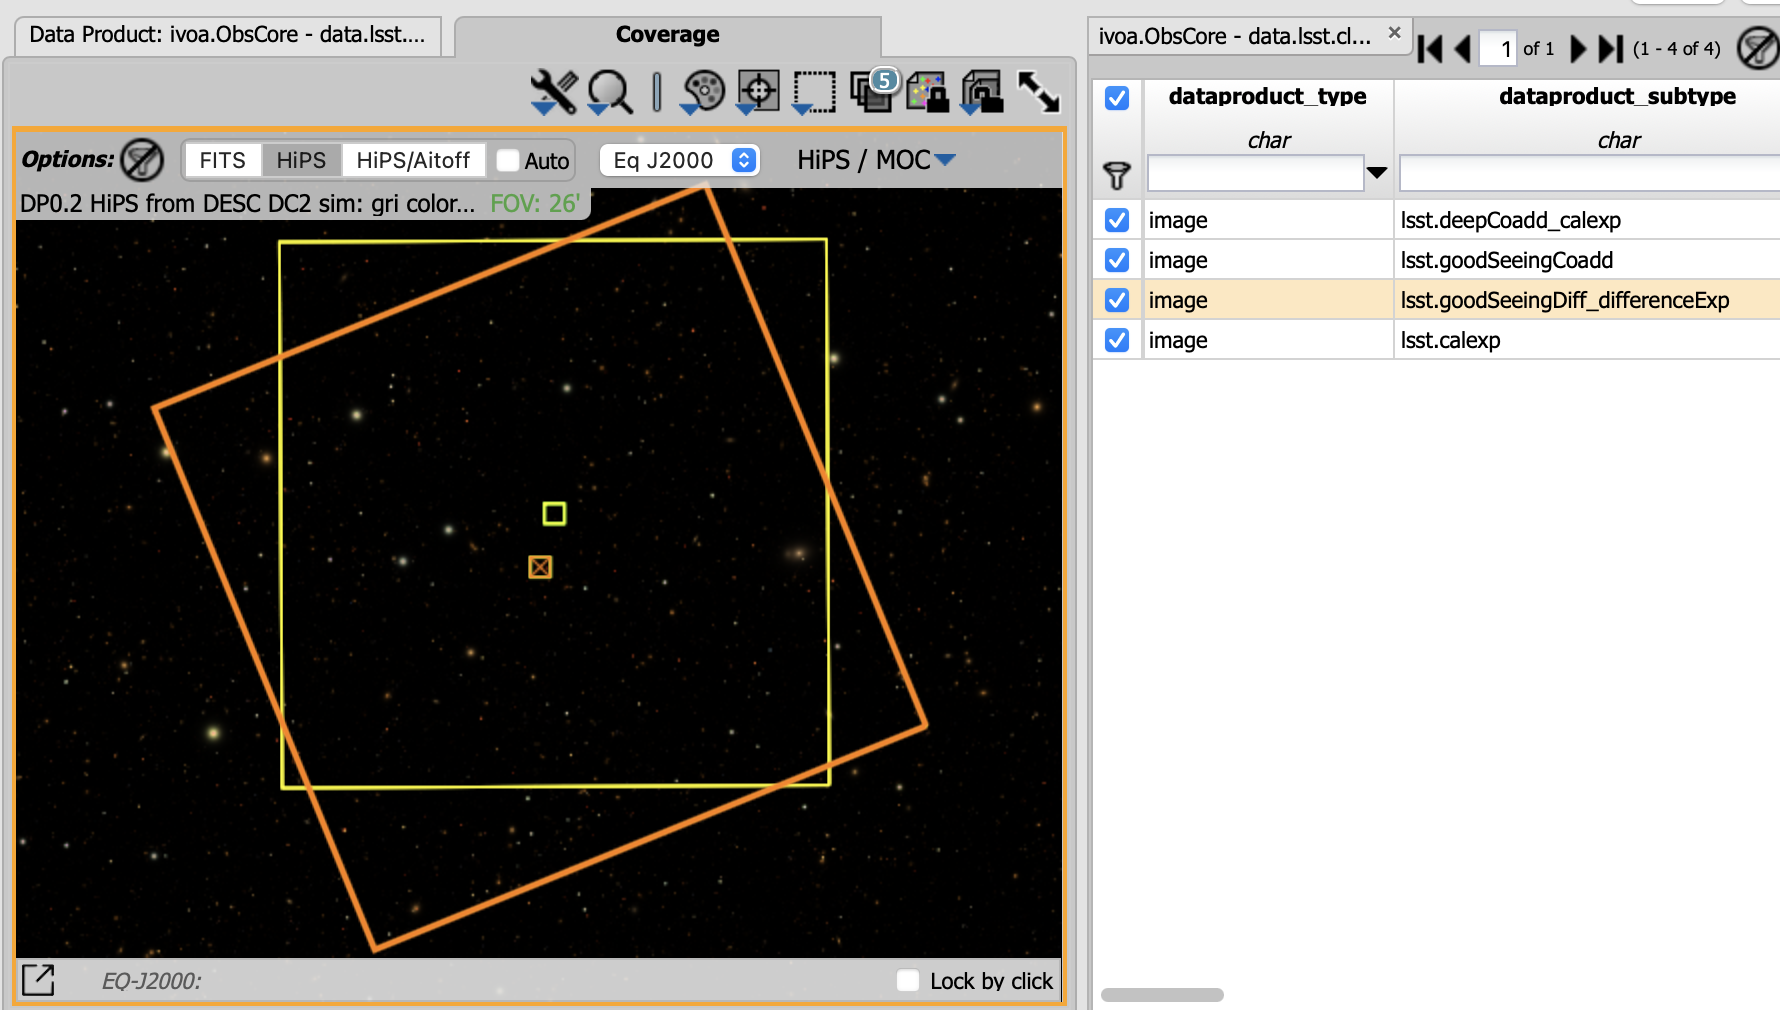 Data Product: ivoa.ObsCore - data.lsst....
Coverage
5
Options:
FITS
HiPS
HiPS/Aitoff
Auto
Eq J2000
HiPS / MOC
DP0.2 HiPS from DESC DC2 sim: gri color... FOV: 26'
EQ-J2000:
Lock by click
ivoa.ObsCore - data.lsst.cl... ×
1 of 1 (1 - 4 of 4)
dataproduct_type dataproduct_subtype
char char
image lsst.deepCoadd_calexp
image lsst.goodSeeingCoadd
image lsst.goodSeeingDiff_differenceExp
image lsst.calexp